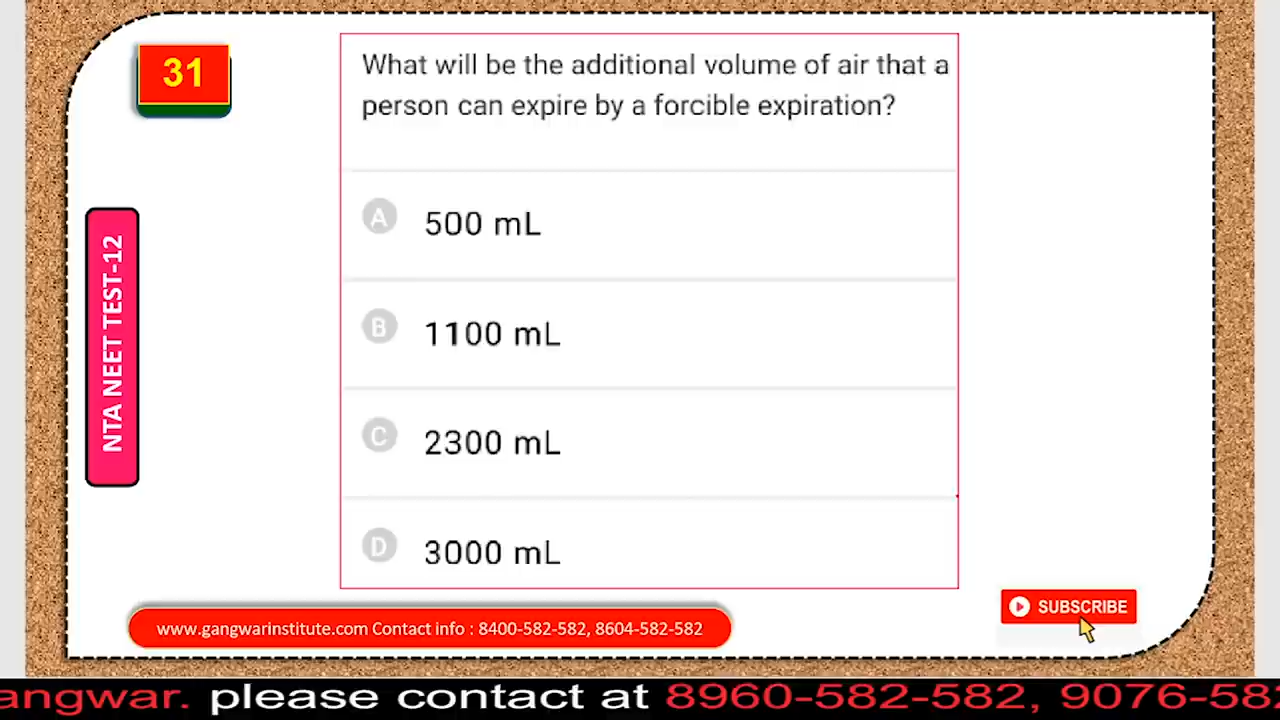 31
What will be the additional volume of air that a
person can expire by a forcible expiration?
A 500 mL
B 1100 mL
C 2300 mL
D 3000 mL
NTA NEET TEST-12
www.gangwarinstitute.com Contact info : 8400-582-582, 8604-582-582
SUBSCRIBE
angwar. please contact at 8960-582-582, 9076-582